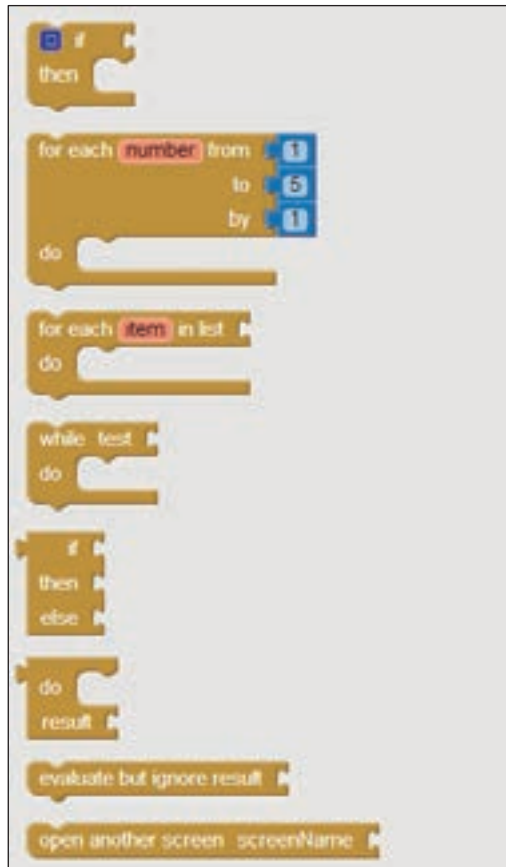 if
then
for each number from 1
to 5
by 1
do
for each item in list
do
while test
do
if
then
else
do
result
evaluate but ignore result
open another screen screenName